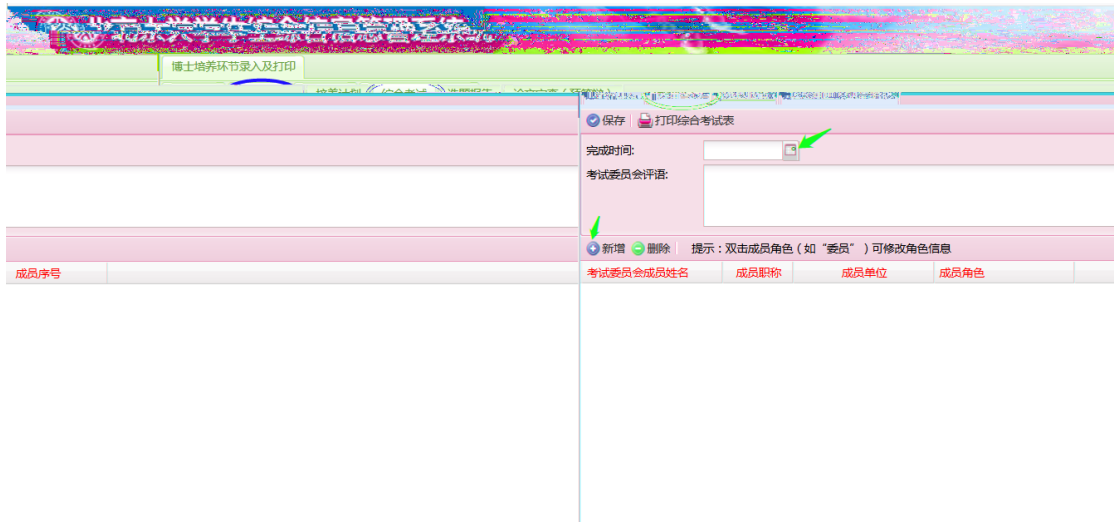 博士培养环节录入及打印
综合考试
保存 打印综合考试表
完成时间:
考试委员会评语:
新增 删除 提示：双击成员角色（如“委员”）可修改角色信息
成员序号 考试委员会成员姓名 成员职称 成员单位 成员角色